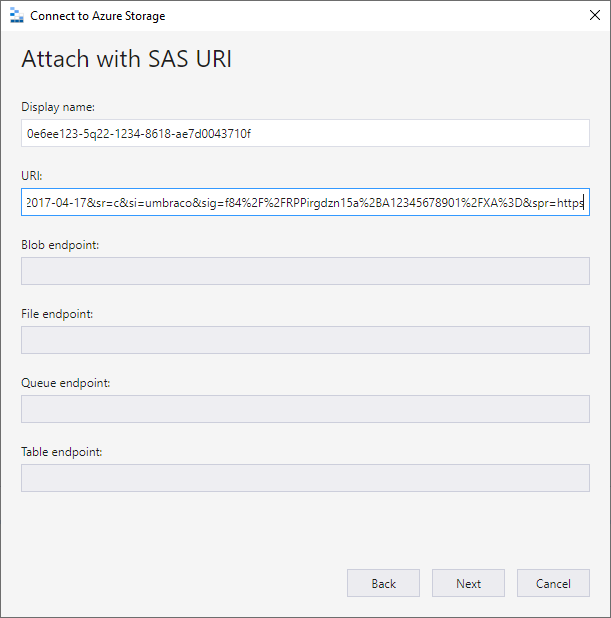 Connect to Azure Storage
Attach with SAS URI
Display name:
0e6ee123-5q22-1234-8618-ae7d0043710f
URI:
2017-04-17&sr=c&si=umbraco&sig=f84%2F%2FRPPirgdzn15a%2BA12345678901%2FXA%3D&spr=https
Blob endpoint:
File endpoint:
Queue endpoint:
Table endpoint:
Back
Next
Cancel